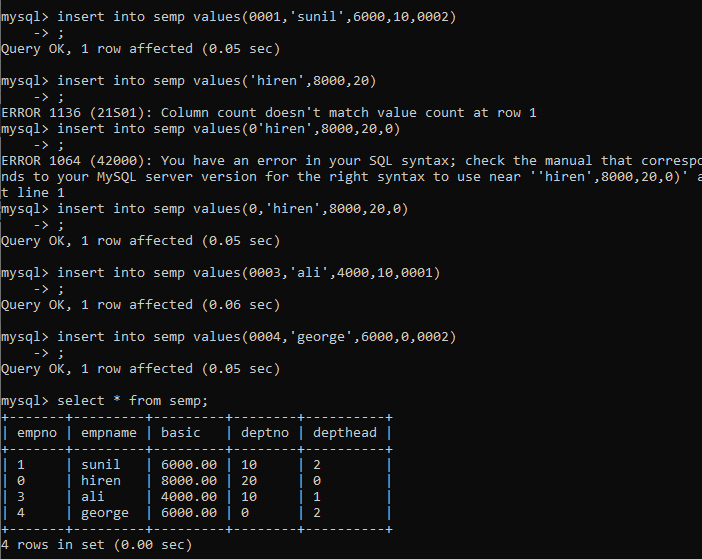 mysql> insert into semp values(0001,'sunil',6000,10,0002)
    -> ;
Query OK, 1 row affected (0.05 sec)

mysql> insert into semp values('hiren',8000,20)
    -> ;
ERROR 1136 (21S01): Column count doesn't match value count at row 1
mysql> insert into semp values(0'hiren',8000,20,0)
    -> ;
ERROR 1064 (42000): You have an error in your SQL syntax; check the manual that correspo
nds to your MySQL server version for the right syntax to use near ''hiren',8000,20,0)' a
t line 1
mysql> insert into semp values(0,'hiren',8000,20,0)
    -> ;
Query OK, 1 row affected (0.05 sec)

mysql> insert into semp values(0003,'ali',4000,10,0001)
    -> ;
Query OK, 1 row affected (0.06 sec)

mysql> insert into semp values(0004,'george',6000,0,0002)
    -> ;
Query OK, 1 row affected (0.05 sec)

mysql> select * from semp;
+-------+---------+---------+--------+----------+
| empno | empname | basic   | deptno | depthead |
+-------+---------+---------+--------+----------+
| 1     | sunil   | 6000.00 | 10     | 2        |
| 0     | hiren   | 8000.00 | 20     | 0        |
| 3     | ali     | 4000.00 | 10     | 1        |
| 4     | george  | 6000.00 | 0      | 2        |
+-------+---------+---------+--------+----------+
4 rows in set (0.00 sec)